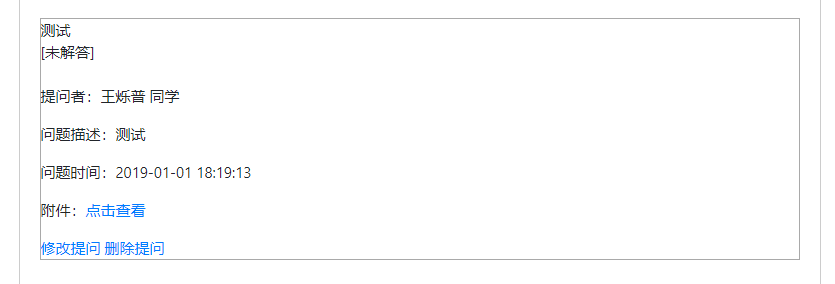 测试
[未解答]
提问者：王烁普 同学
问题描述：测试
问题时间：2019-01-01 18:19:13
附件：点击查看
修改提问 删除提问